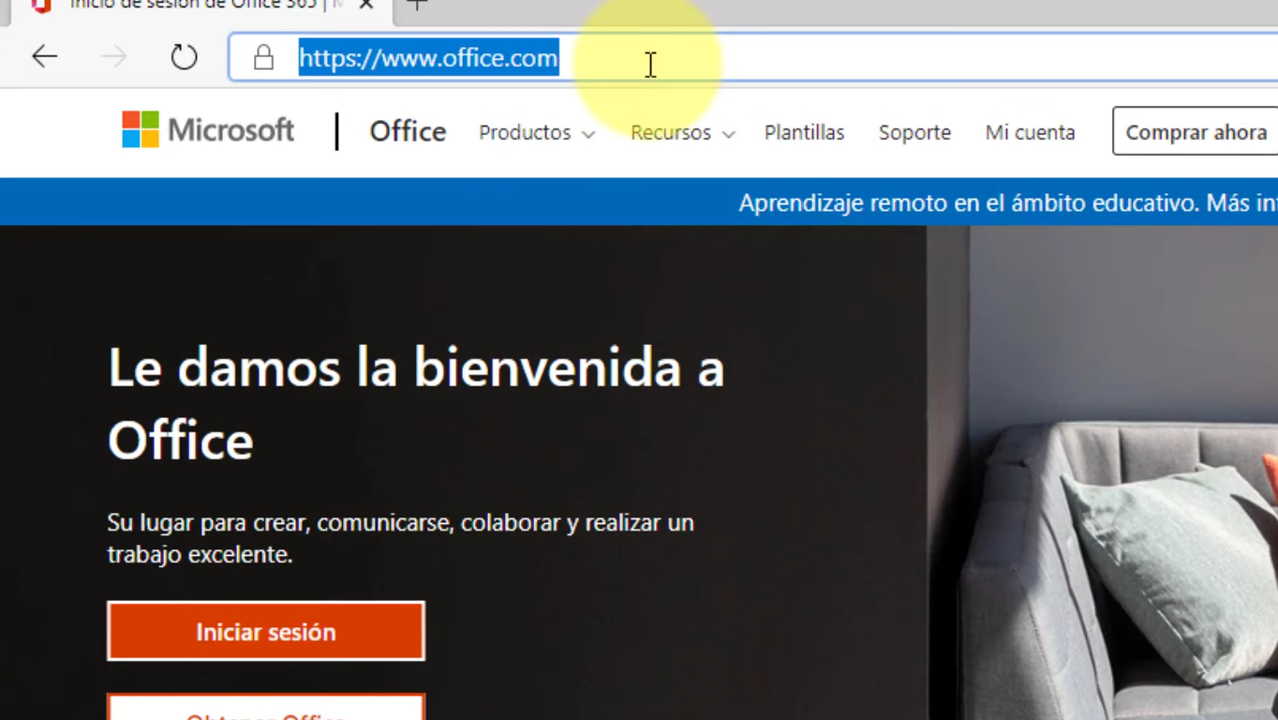 Inicio de sesión de Office 365 |
https://www.office.com
Microsoft Office Productos Recursos Plantillas Soporte Mi cuenta Comprar ahora
Aprendizaje remoto en el ámbito educativo. Más in
Le damos la bienvenida a
Office
Su lugar para crear, comunicarse, colaborar y realizar un
trabajo excelente.
Iniciar sesión
Obtener Office